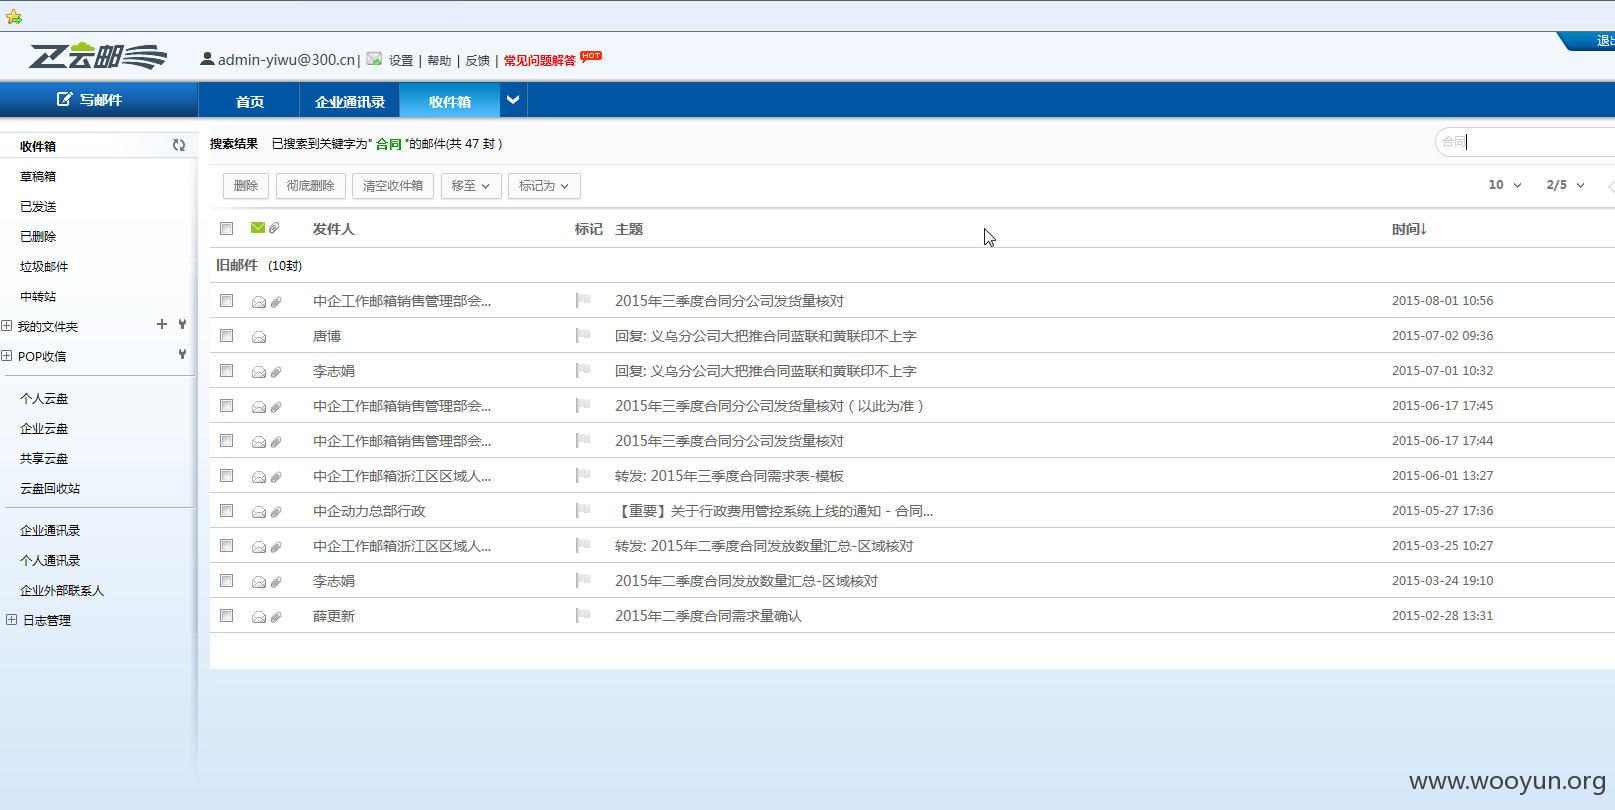 Z云邮
admin-yiwu@300.cn| 设置 | 帮助 | 反馈 | 常见问题解答 HOT
退出
写邮件 首页 企业通讯录 收件箱
收件箱
草稿箱
已发送
已删除
垃圾邮件
中转站
我的文件夹
POP收信
个人云盘
企业云盘
共享云盘
云盘回收站
企业通讯录
个人通讯录
企业外部联系人
日志管理
搜索结果 已搜索到关键字为" 合同 "的邮件(共 47 封 )
合同
删除 彻底删除 清空收件箱 移至 标记为 10 2/5
发件人 标记 主题 时间↓
旧邮件 (10封)
中企工作邮箱销售管理部会... 2015年三季度合同分公司发货量核对 2015-08-01 10:56
唐博 回复: 义乌分公司大把推合同蓝联和黄联印不上字 2015-07-02 09:36
李志娟 回复: 义乌分公司大把推合同蓝联和黄联印不上字 2015-07-01 10:32
中企工作邮箱销售管理部会... 2015年三季度合同分公司发货量核对（以此为准） 2015-06-17 17:45
中企工作邮箱销售管理部会... 2015年三季度合同分公司发货量核对 2015-06-17 17:44
中企工作邮箱浙江区区域人... 转发: 2015年三季度合同需求表-模板 2015-06-01 13:27
中企动力总部行政 【重要】关于行政费用管控系统上线的通知 - 合同... 2015-05-27 17:36
中企工作邮箱浙江区区域人... 转发: 2015年二季度合同发放数量汇总-区域核对 2015-03-25 10:27
李志娟 2015年二季度合同发放数量汇总-区域核对 2015-03-24 19:10
薛更新 2015年二季度合同需求量确认 2015-02-28 13:31
www.wooyun.org